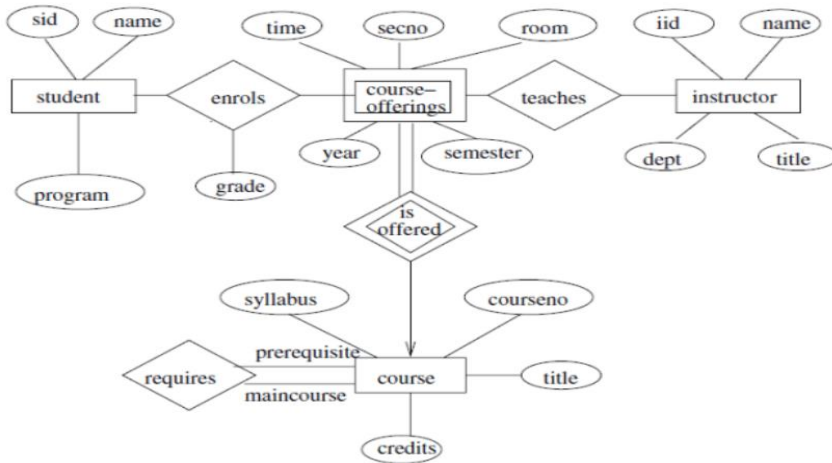 sid
name
time
secno
room
iid
name
student
enrols
course–
offerings
teaches
instructor
program
grade
year
semester
dept
title
is
offered
syllabus
courseno
prerequisite
requires
maincourse
course
title
credits